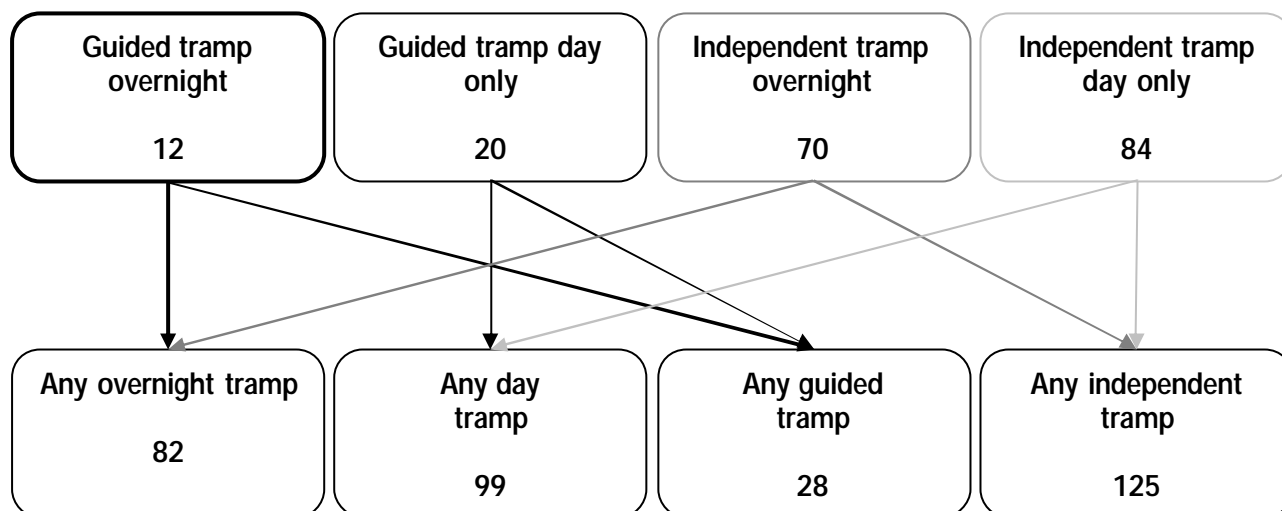 Guided tramp
overnight
12
Guided tramp day
only
20
Independent tramp
overnight
70
Independent tramp
day only
84
Any overnight tramp
82
Any day
tramp
99
Any guided
tramp
28
Any independent
tramp
125